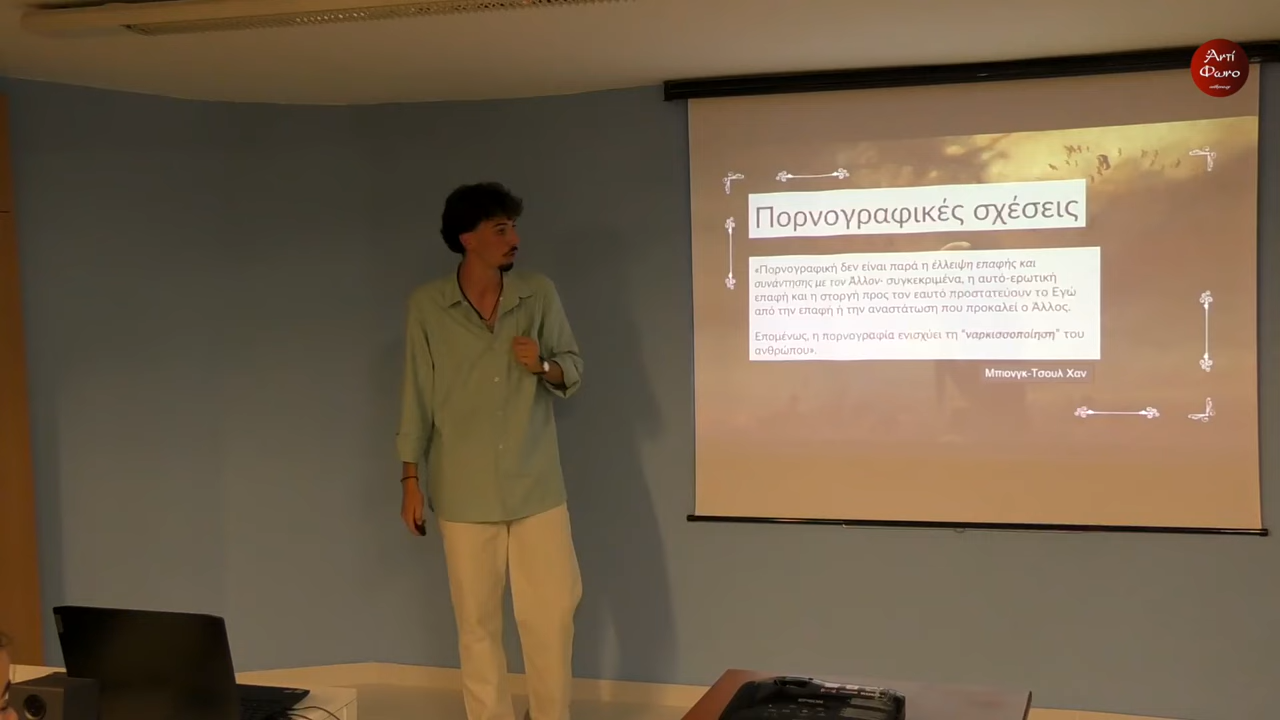 Ἀντί
Φωνο
Πορνογραφικές σχέσεις
«Πορνογραφική δεν είναι παρά η έλλειψη επαφής και
συνάντησης με τον Άλλον· συγκεκριμένα, η αυτό-ερωτική
επαφή και η στοργή προς τον εαυτό προστατεύουν το Εγώ
από την επαφή ή την αναστάτωση που προκαλεί ο Άλλος.
Επομένως, η πορνογραφία ενισχύει τη "ναρκισσοποίηση" του
ανθρώπου».
Μπιονγκ-Τσουλ Χαν
EPSON